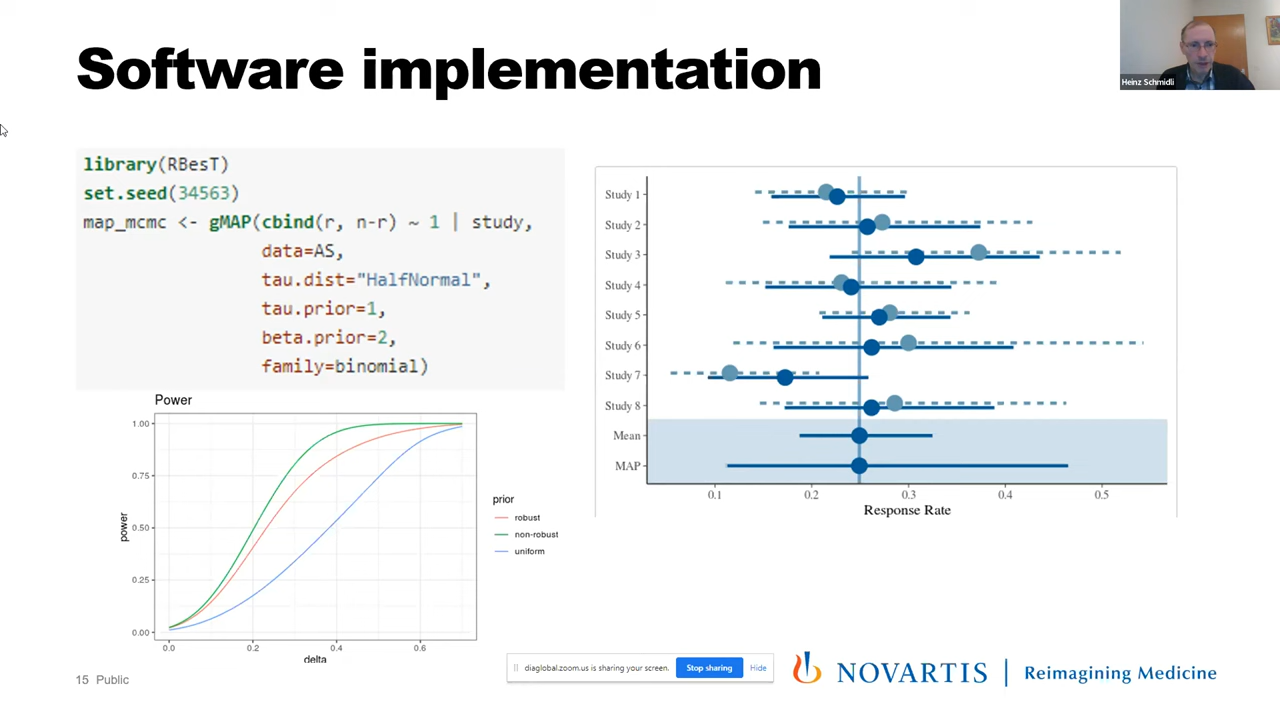 Software implementation
Heinz Schmidli
library(RBesT)
set.seed(34563)
map_mcmc <- gMAP(cbind(r, n-r) ~ 1 | study,
data=AS,
tau.dist="HalfNormal",
tau.prior=1,
beta.prior=2,
family=binomial)
Study 1
Study 2
Study 3
Study 4
Study 5
Study 6
Study 7
Study 8
Mean
MAP
0.1 0.2 0.3 0.4 0.5
Response Rate
Power
1.00
0.75
0.50
0.25
0.00
power
0.0 0.2 0.4 0.6
delta
prior
robust
non-robust
uniform
diaglobal.zoom.us is sharing your screen. Stop sharing Hide
15 Public
NOVARTIS | Reimagining Medicine